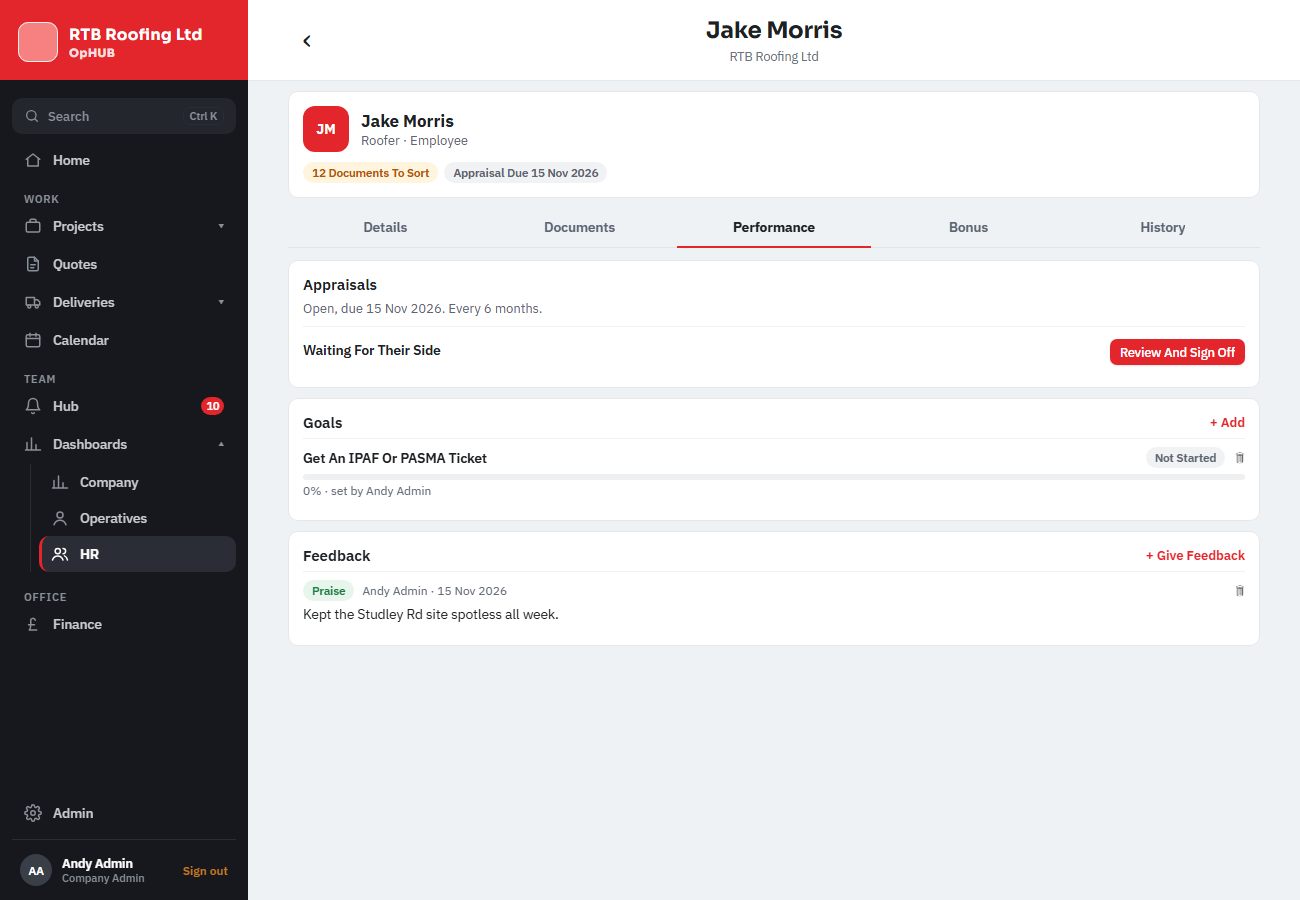 RTB Roofing Ltd
OpHUB
Search
Ctrl K
Home
WORK
Projects
Quotes
Deliveries
Calendar
TEAM
Hub
10
Dashboards
Company
Operatives
HR
OFFICE
Finance
Admin
AA
Andy Admin
Company Admin
Sign out
Jake Morris
RTB Roofing Ltd
JM
Jake Morris
Roofer · Employee
12 Documents To Sort
Appraisal Due 15 Nov 2026
Details
Documents
Performance
Bonus
History
Appraisals
Open, due 15 Nov 2026. Every 6 months.
Waiting For Their Side
Review And Sign Off
Goals
+ Add
Get An IPAF Or PASMA Ticket
Not Started
0% · set by Andy Admin
Feedback
+ Give Feedback
Praise
Andy Admin · 15 Nov 2026
Kept the Studley Rd site spotless all week.